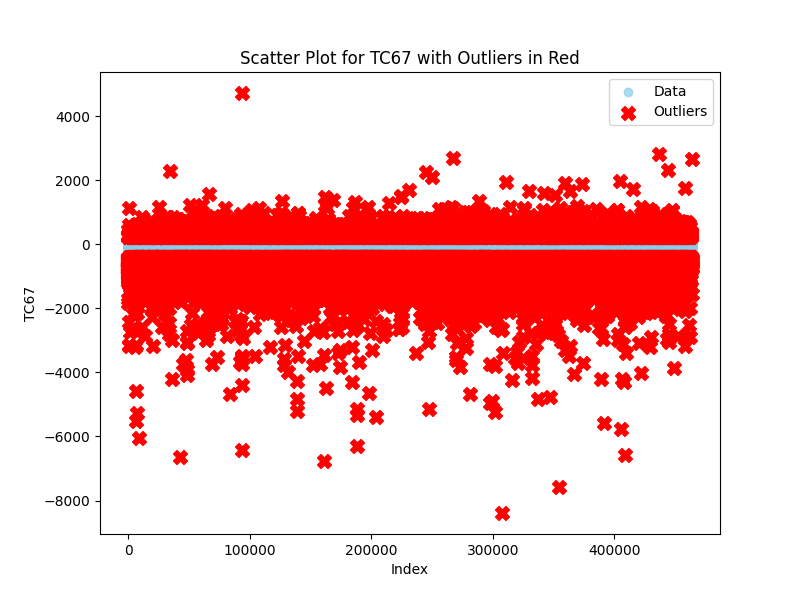 Scatter Plot for TC67 with Outliers in Red
Data
Outliers
4000
2000
0
−2000
−4000
−6000
−8000
TC67
0
100000
200000
300000
400000
Index